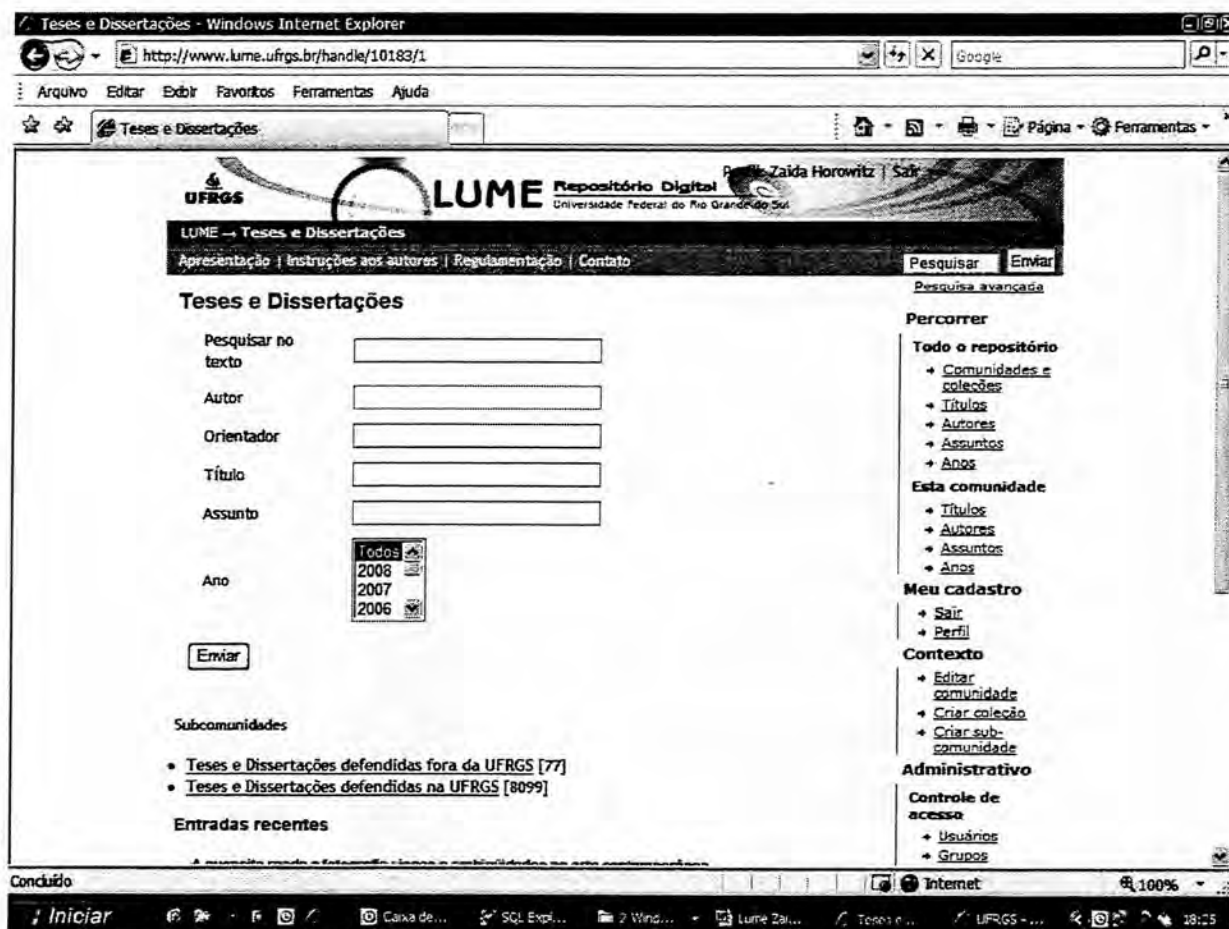 Teses e Dissertações - Windows Internet Explorer
http://www.lume.ufrgs.br/handle/10183/1
Google
Arquivo Editar Exibir Favoritos Ferramentas Ajuda
Teses e Dissertações
Página
Ferramentas
UFRGS
LUME Repositório Digital
Universidade Federal do Rio Grande do Sul
Zaida Horowitz | Sair
LUME → Teses e Dissertações
Apresentação | Instruções aos autores | Regulamentação | Contato
Pesquisar Enviar
Pesquisa avançada
Teses e Dissertações
Pesquisar no
texto
Autor
Orientador
Título
Assunto
Ano
Todos
2008
2007
2006
Enviar
Subcomunidades
• Teses e Dissertações defendidas fora da UFRGS [77]
• Teses e Dissertações defendidas na UFRGS [8099]
Entradas recentes
Percorrer
Todo o repositório
Comunidades e
coleções
Títulos
Autores
Assuntos
Anos
Esta comunidade
Títulos
Autores
Assuntos
Anos
Meu cadastro
Sair
Perfil
Contexto
Editar
comunidade
Criar coleção
Criar sub-
comunidade
Administrativo
Controle de
acesso
Usuários
Grupos
Concluído
Internet
100%
Iniciar
Caixa de...
SQL Expl...
2 Wind...
Lume Zai...
UFRGS - ...